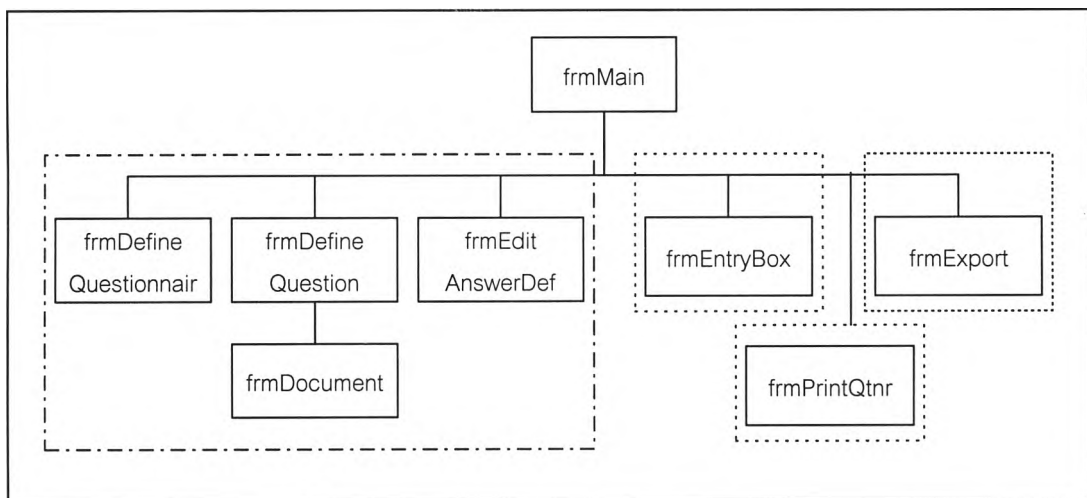 frmMain
frmDefine
Questionnair
frmDefine
Question
frmEdit
AnswerDef
frmEntryBox
frmExport
frmDocument
frmPrintQtnr